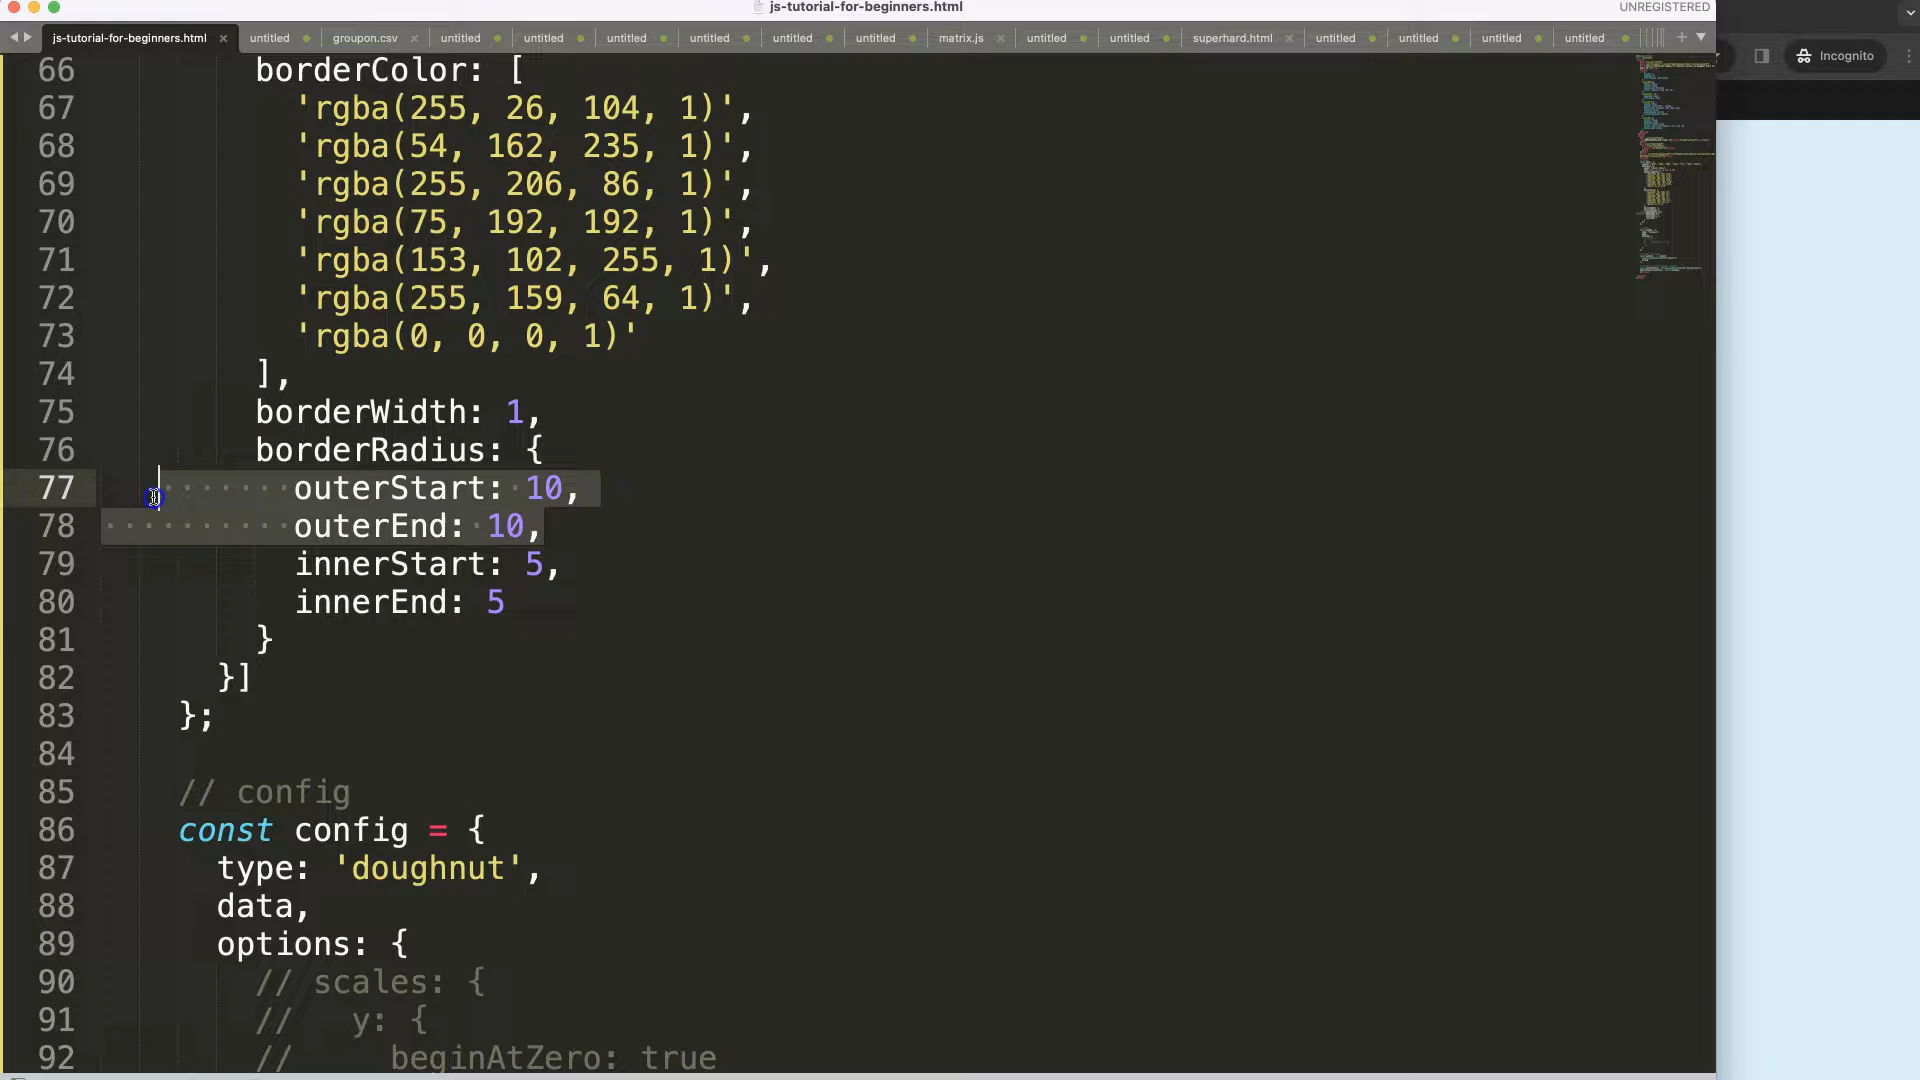 js-tutorial-for-beginners.html
UNREGISTERED
js-tutorial-for-beginners.html untitled groupon.csv untitled untitled untitled untitled untitled untitled matrix.js untitled untitled superhard.html untitled untitled untitled untitled
Incognito
66 borderColor: [
67 'rgba(255, 26, 104, 1)',
68 'rgba(54, 162, 235, 1)',
69 'rgba(255, 206, 86, 1)',
70 'rgba(75, 192, 192, 1)',
71 'rgba(153, 102, 255, 1)',
72 'rgba(255, 159, 64, 1)',
73 'rgba(0, 0, 0, 1)'
74 ],
75 borderWidth: 1,
76 borderRadius: {
77 outerStart: 10,
78 outerEnd: 10,
79 innerStart: 5,
80 innerEnd: 5
81 }
82 }]
83 };
84
85 // config
86 const config = {
87 type: 'doughnut',
88 data,
89 options: {
90 // scales: {
91 // y: {
92 // beginAtZero: true